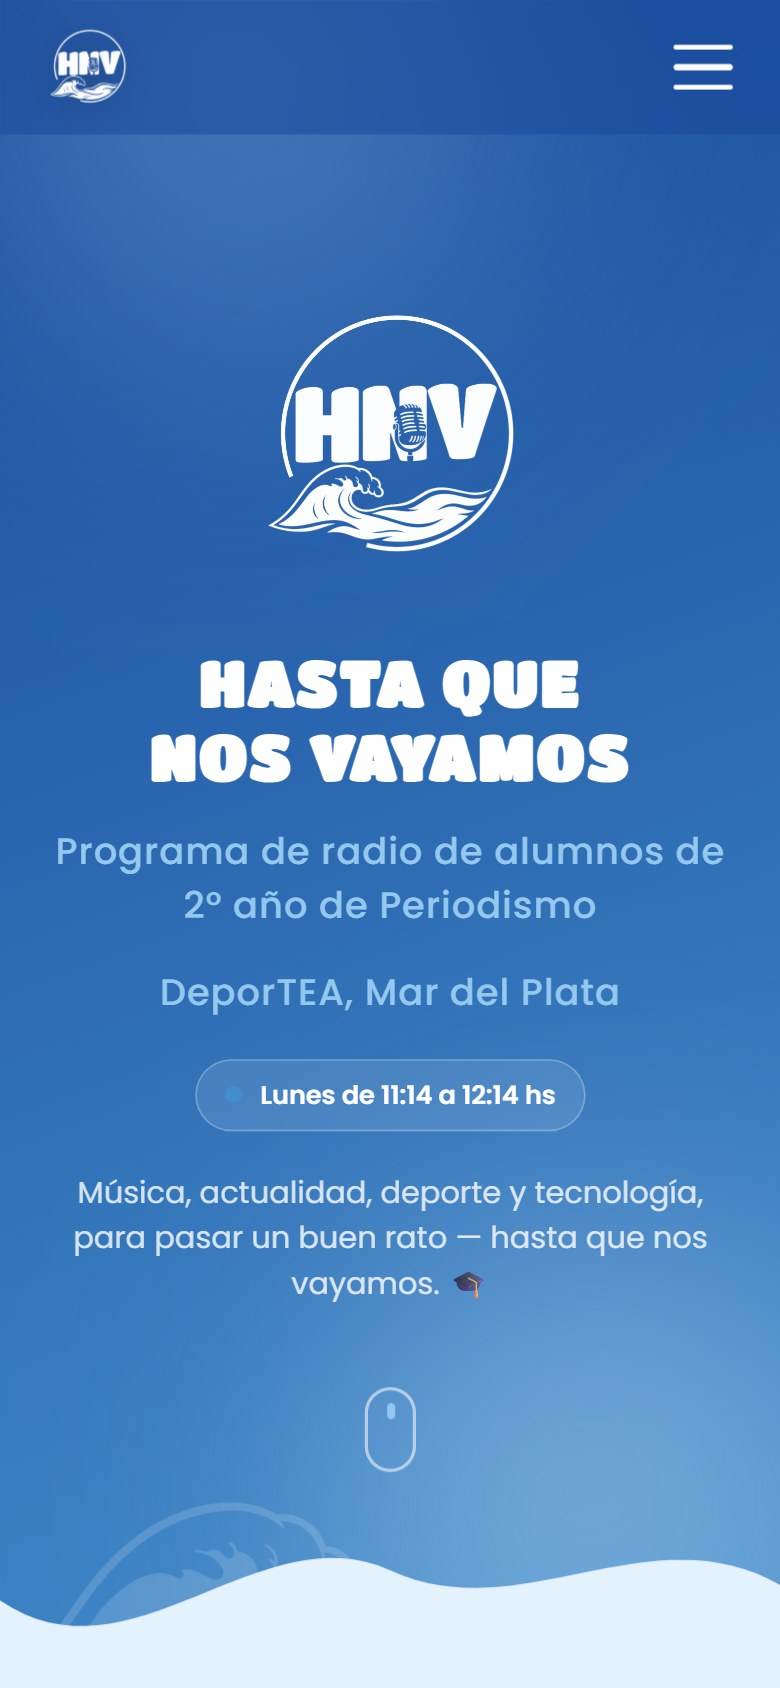 HNV
HNV
HASTA QUE
NOS VAYAMOS
Programa de radio de alumnos de
2º año de Periodismo
DeporTEA, Mar del Plata
Lunes de 11:14 a 12:14 hs
Música, actualidad, deporte y tecnología,
para pasar un buen rato — hasta que nos
vayamos. 🎓